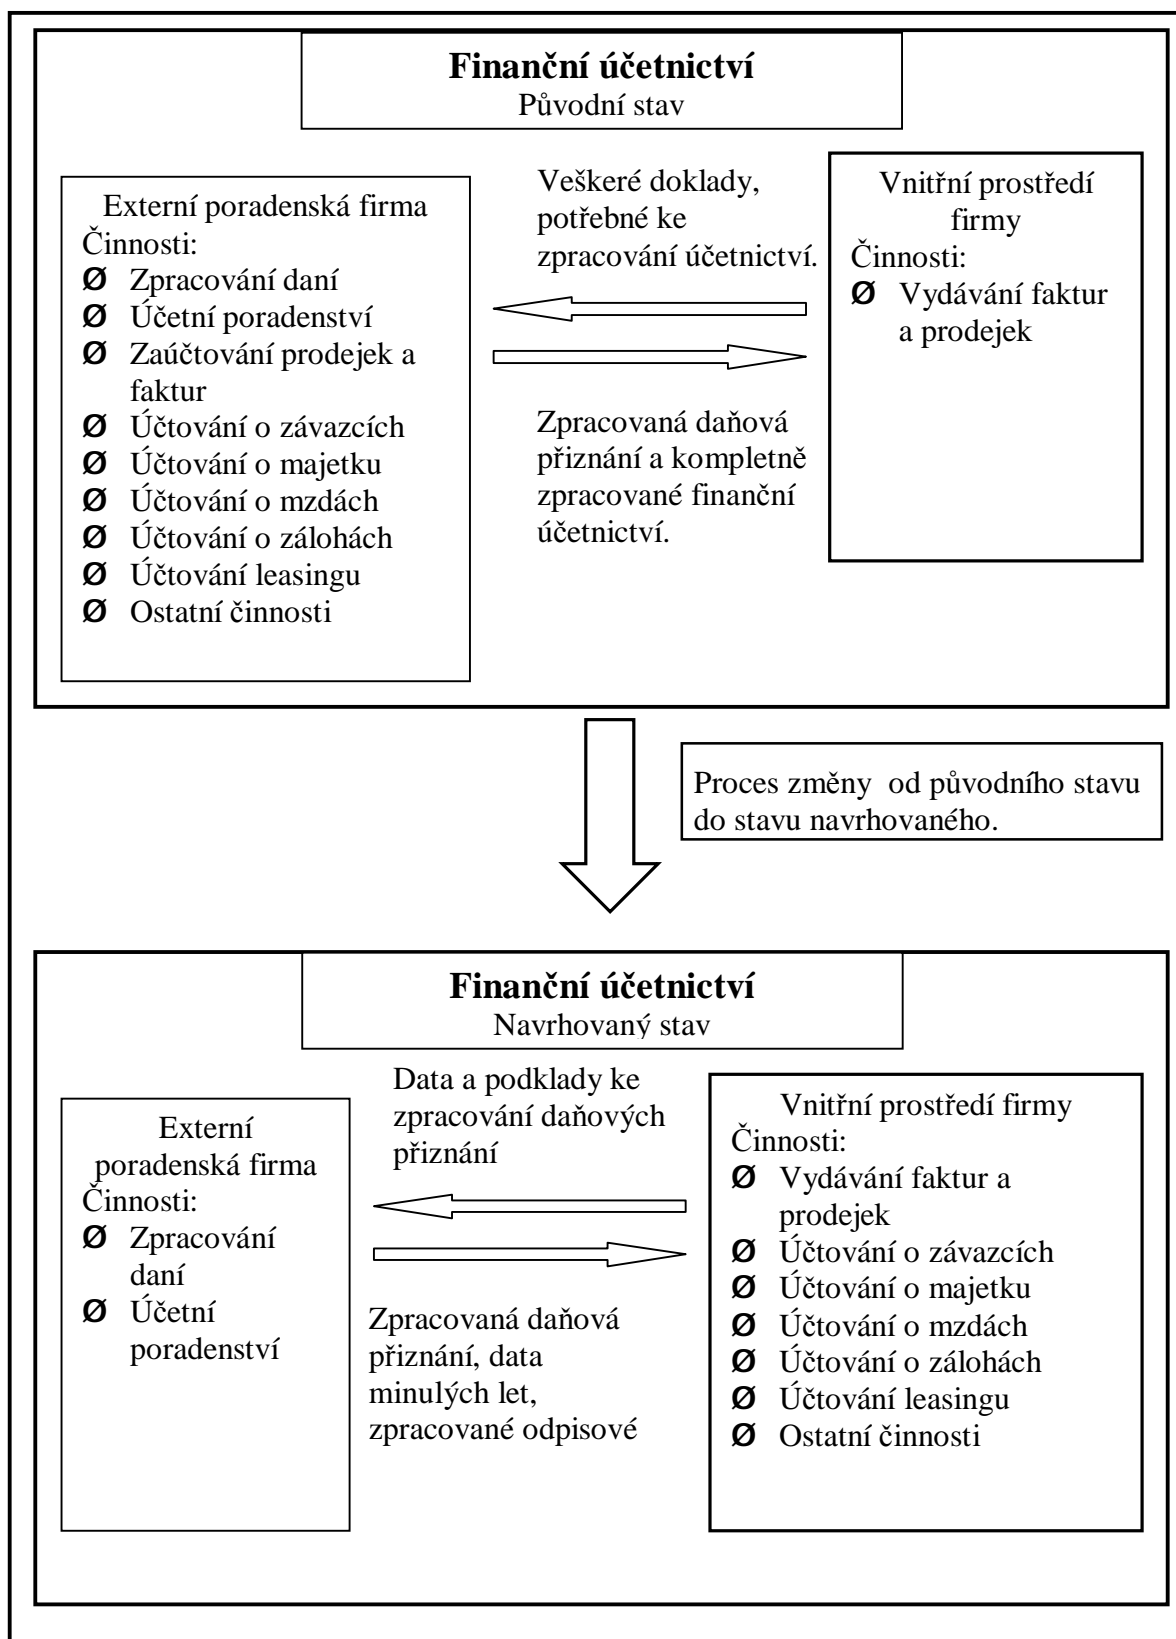 Finanční účetnictví
Původní stav
Externí poradenská firma
Činnosti:
Ø Zpracování daní
Ø Účetní poradenství
Ø Zaúčtování prodejek a
faktur
Ø Účtování o závazcích
Ø Účtování o majetku
Ø Účtování o mzdách
Ø Účtování o zálohách
Ø Účtování leasingu
Ø Ostatní činnosti
Veškeré doklady,
potřebné ke
zpracování účetnictví.
Zpracovaná daňová
přiznání a kompletně
zpracované finanční
účetnictví.
Vnitřní prostředí
firmy
Činnosti:
Ø Vydávání faktur
a prodejek
Proces změny od původního stavu
do stavu navrhovaného.
Finanční účetnictví
Navrhovaný stav
Externí
poradenská firma
Činnosti:
Ø Zpracování
daní
Ø Účetní
poradenství
Data a podklady ke
zpracování daňových
přiznání
Zpracovaná daňová
přiznání, data
minulých let,
zpracované odpisové
Vnitřní prostředí firmy
Činnosti:
Ø Vydávání faktur a
prodejek
Ø Účtování o závazcích
Ø Účtování o majetku
Ø Účtování o mzdách
Ø Účtování o zálohách
Ø Účtování leasingu
Ø Ostatní činnosti